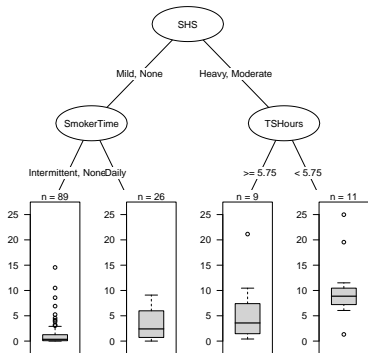 SHS
Mild, None
Heavy, Moderate
SmokerTime
TSHours
Intermittent, None
Daily
>= 5.75
< 5.75
n = 89
n = 26
n = 9
n = 11
25
20
15
10
5
0
25
20
15
10
5
0
25
20
15
10
5
0
25
20
15
10
5
0